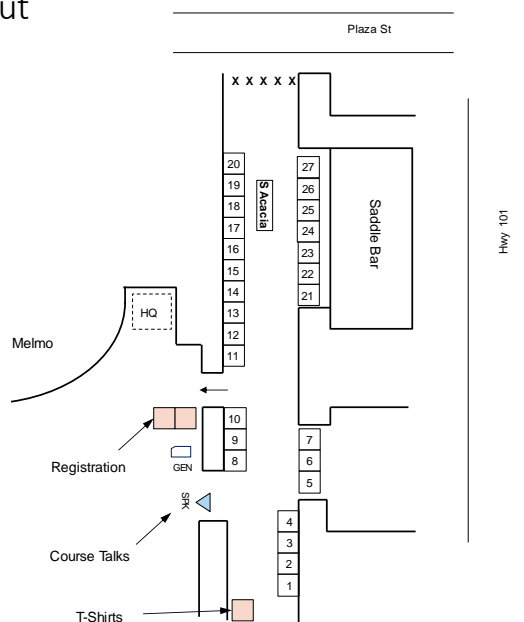 ut
Plaza St
X X X X X
20
19
18
17
16
15
14
13
12
11
S Acacia
27
26
25
24
23
22
21
Saddle Bar
Hwy 101
HQ
Melmo
10
9
8
7
6
5
Registration
GEN
SPK
4
3
2
1
Course Talks
T-Shirts